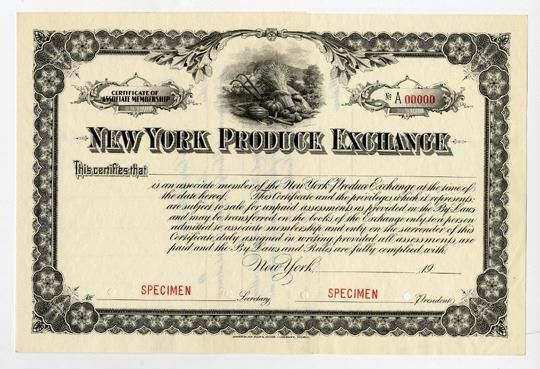 CERTIFICATE OF
ASSOCIATE MEMBERSHIP
№ A 00000
NEW YORK PRODUCE EXCHANGE
This certifies that
is an associate member of the New York Produce Exchange at the time of
the date hereof. This Certificate and the privileges which it represents
are subject to sale for unpaid assessments as provided in the By Laws
and may be transferred on the books of the Exchange only to a person
admitted to associate membership and only on the surrender of this
Certificate duly assigned in writing provided all assessments are
paid and the By Laws and Rules are fully complied with.
New York, 19
SPECIMEN SPECIMEN
Secretary President
AMERICAN BANK NOTE COMPANY